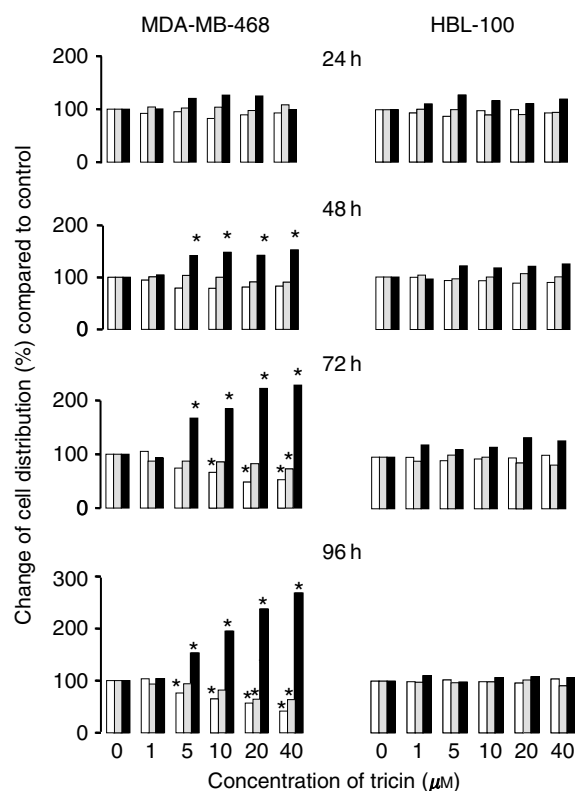 MDA-MB-468 HBL-100
24 h
200
100
0
48 h
200
* * * *
100
0
72 h
200
* * * *
100
* * * *
0
96 h
300
200
* * * *
100
* * * * * *
0
0 1 5 10 20 40 0 1 5 10 20 40
Concentration of tricin (μM)
Change of cell distribution (%) compared to control